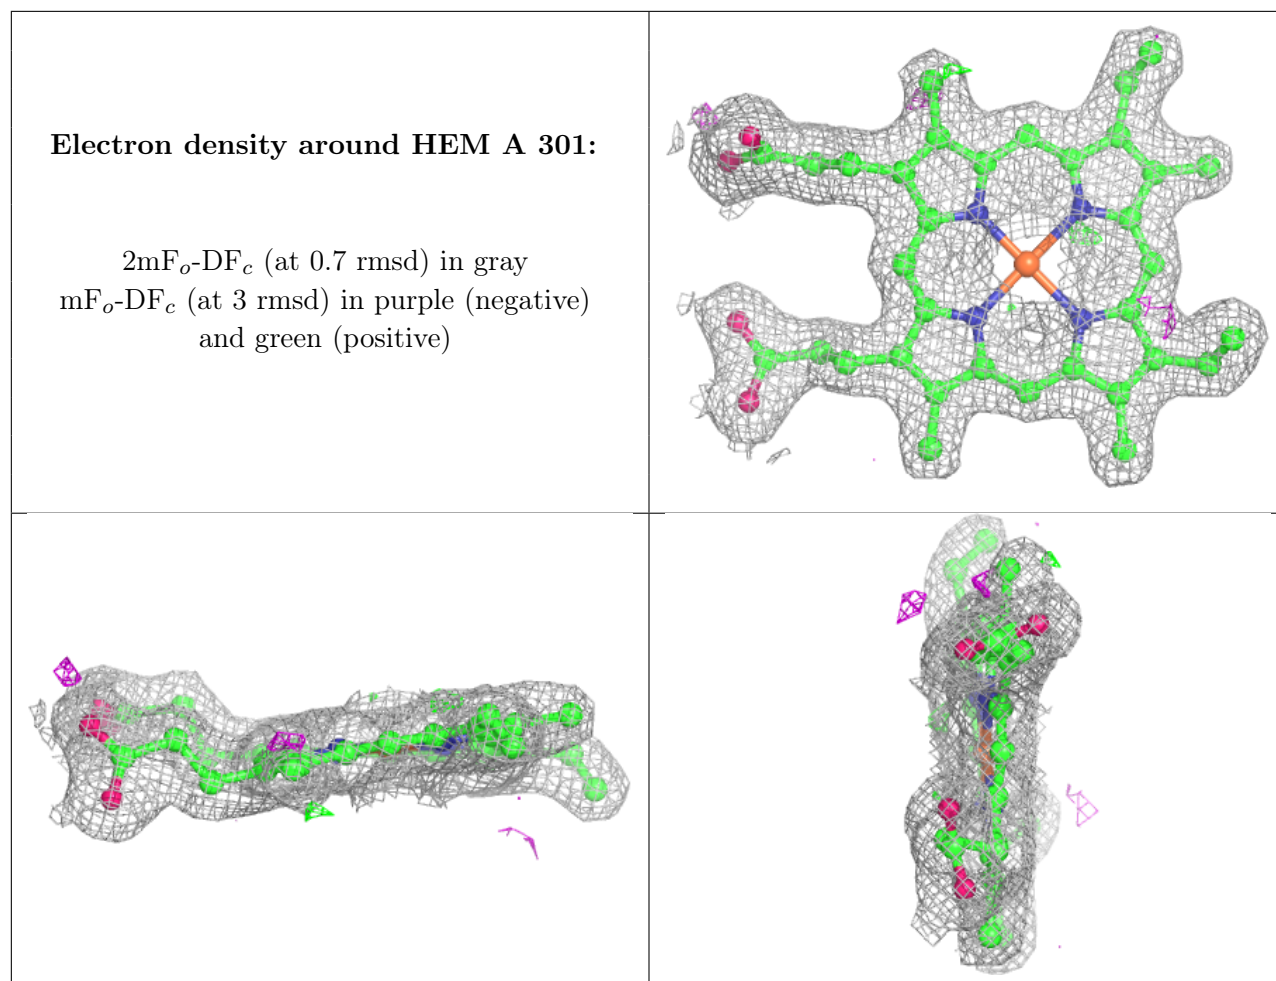 Electron density around HEM A 301:
2mFo-DFc (at 0.7 rmsd) in gray
mFo-DFc (at 3 rmsd) in purple (negative)
and green (positive)